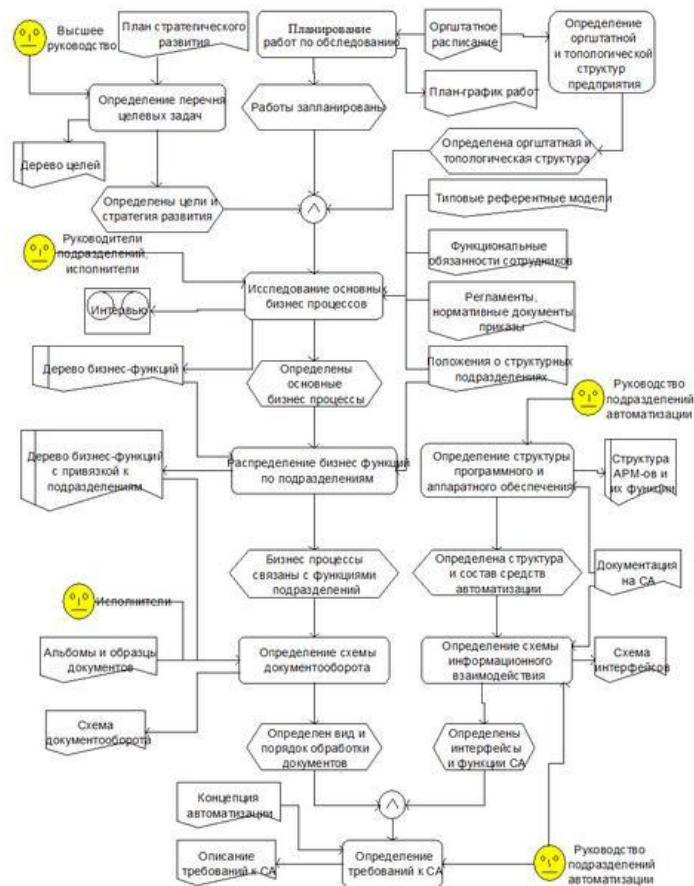 Высшее
руководство
План стратегического
развития
Планирование
работ по обследованию
Оргштатное
расписание
Определение
оргштатной
и топологической
структур
предприятия
Определение перечня
целевых задач
Работы запланированы
План-график работ
Дерево целей
Определена оргштатная и
топологическая структура
Определены цели и
стратегия развития
Типовые референтные модели
Руководители
подразделений,
исполнители
Функциональные
обязанности сотрудников
Исследование основных
бизнес процессов
Интервью
Регламенты,
нормативные документы,
приказы
Дерево бизнес-функций
Определены
основные
бизнес процессы
Положения о структурных
подразделениях
Руководство
подразделений
автоматизации
Дерево бизнес-функций
с привязкой к
подразделениям
Распределение бизнес функций
по подразделениям
Определение структуры
программного и
аппаратного обеспечения
Структура
АРМ-ов и
их функции
Бизнес процессы
связаны с функциями
подразделений
Определена структура
и состав средств
автоматизации
Документация
на СА
Исполнители
Альбомы и образцы
документов
Определение схемы
документооборота
Определение схемы
информационного
взаимодействия
Схема
интерфейсов
Схема
документооборота
Определен вид и
порядок обработки
документов
Определены
интерфейсы
и функции СА
Концепция
автоматизации
Описание
требований к СА
Определение
требований к СА
Руководство
подразделений
автоматизации